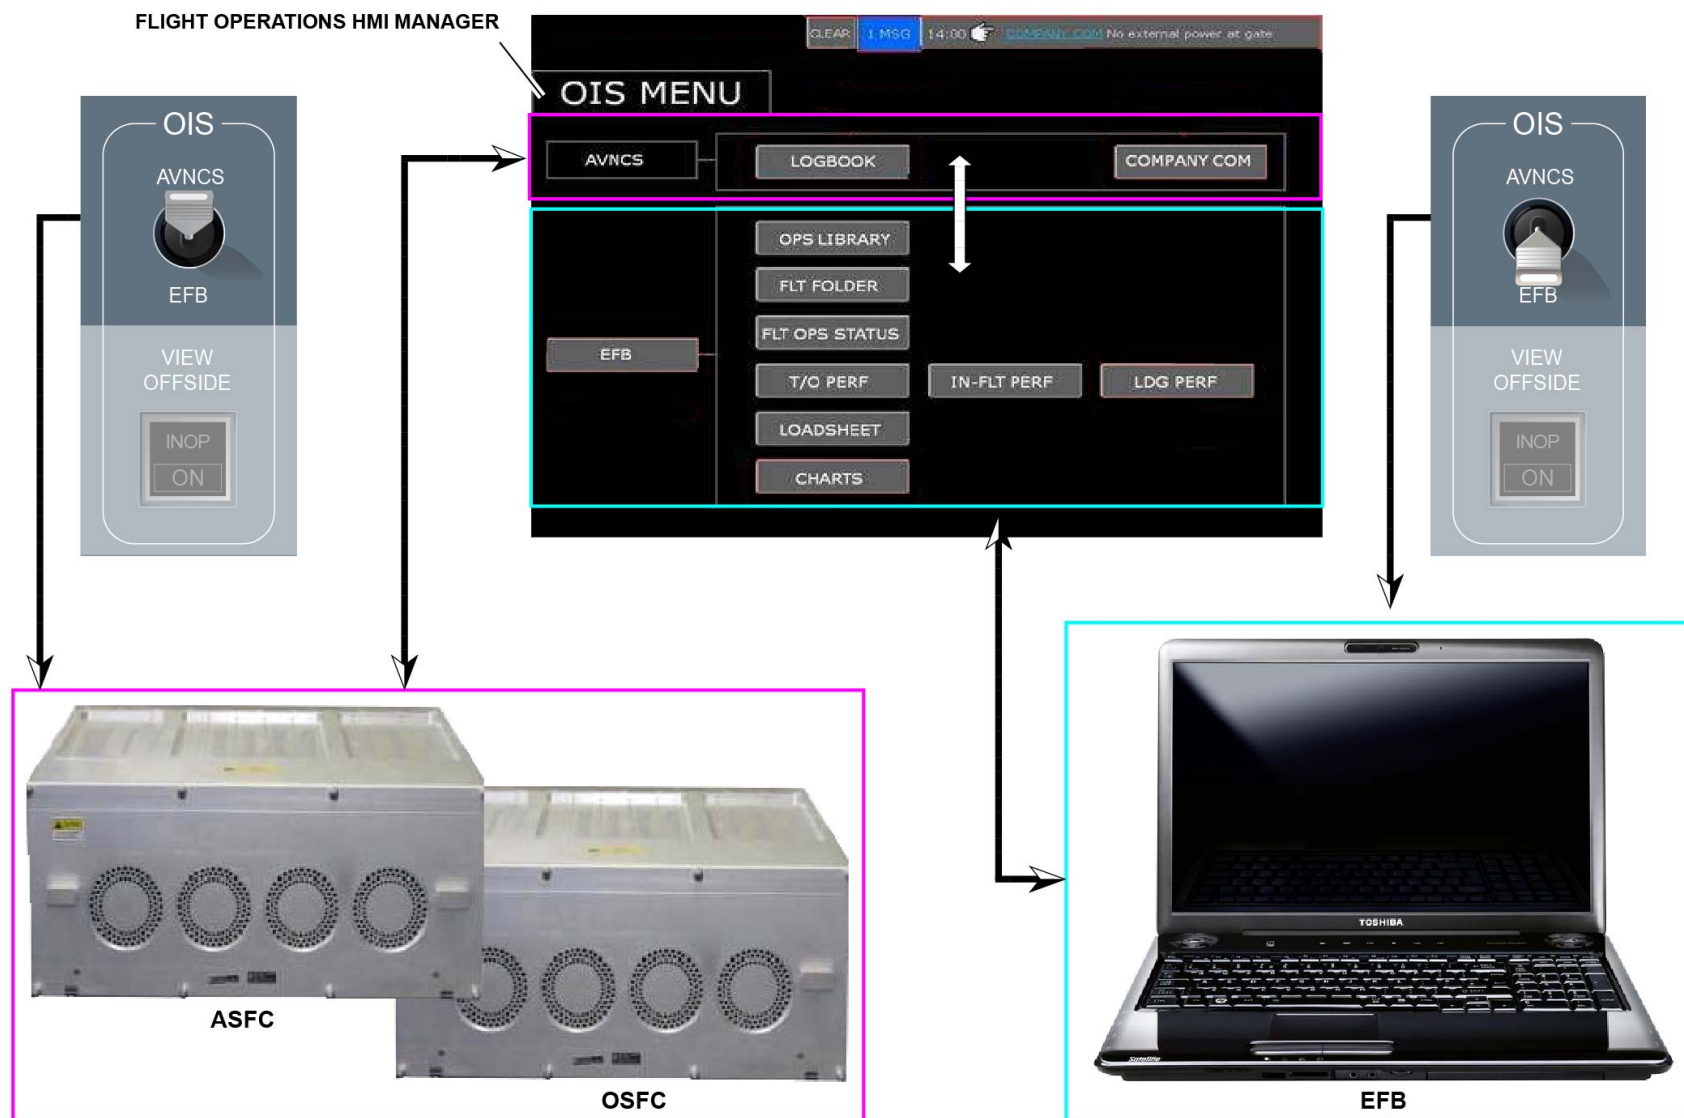 FLIGHT OPERATIONS HMI MANAGER
CLEAR 1 MSG 14:00 COMPANY COM No external power at gate
OIS MENU
OIS
AVNCS
EFB
VIEW
OFFSIDE
INOP
ON
AVNCS LOGBOOK COMPANY COM
OPS LIBRARY
FLT FOLDER
FLT OPS STATUS
EFB
T/O PERF IN-FLT PERF LDG PERF
LOADSHEET
CHARTS
OIS
AVNCS
EFB
VIEW
OFFSIDE
INOP
ON
ASFC
OSFC
TOSHIBA
Satellite
EFB